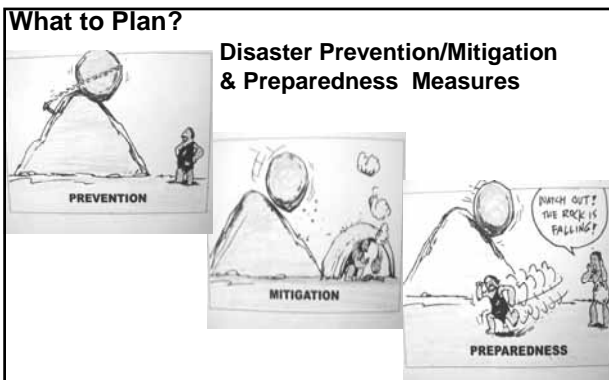 What to Plan?
Disaster Prevention/Mitigation
& Preparedness Measures
PREVENTION
MITIGATION
WATCH OUT!
THE ROCK IS
FALLING!
PREPAREDNESS